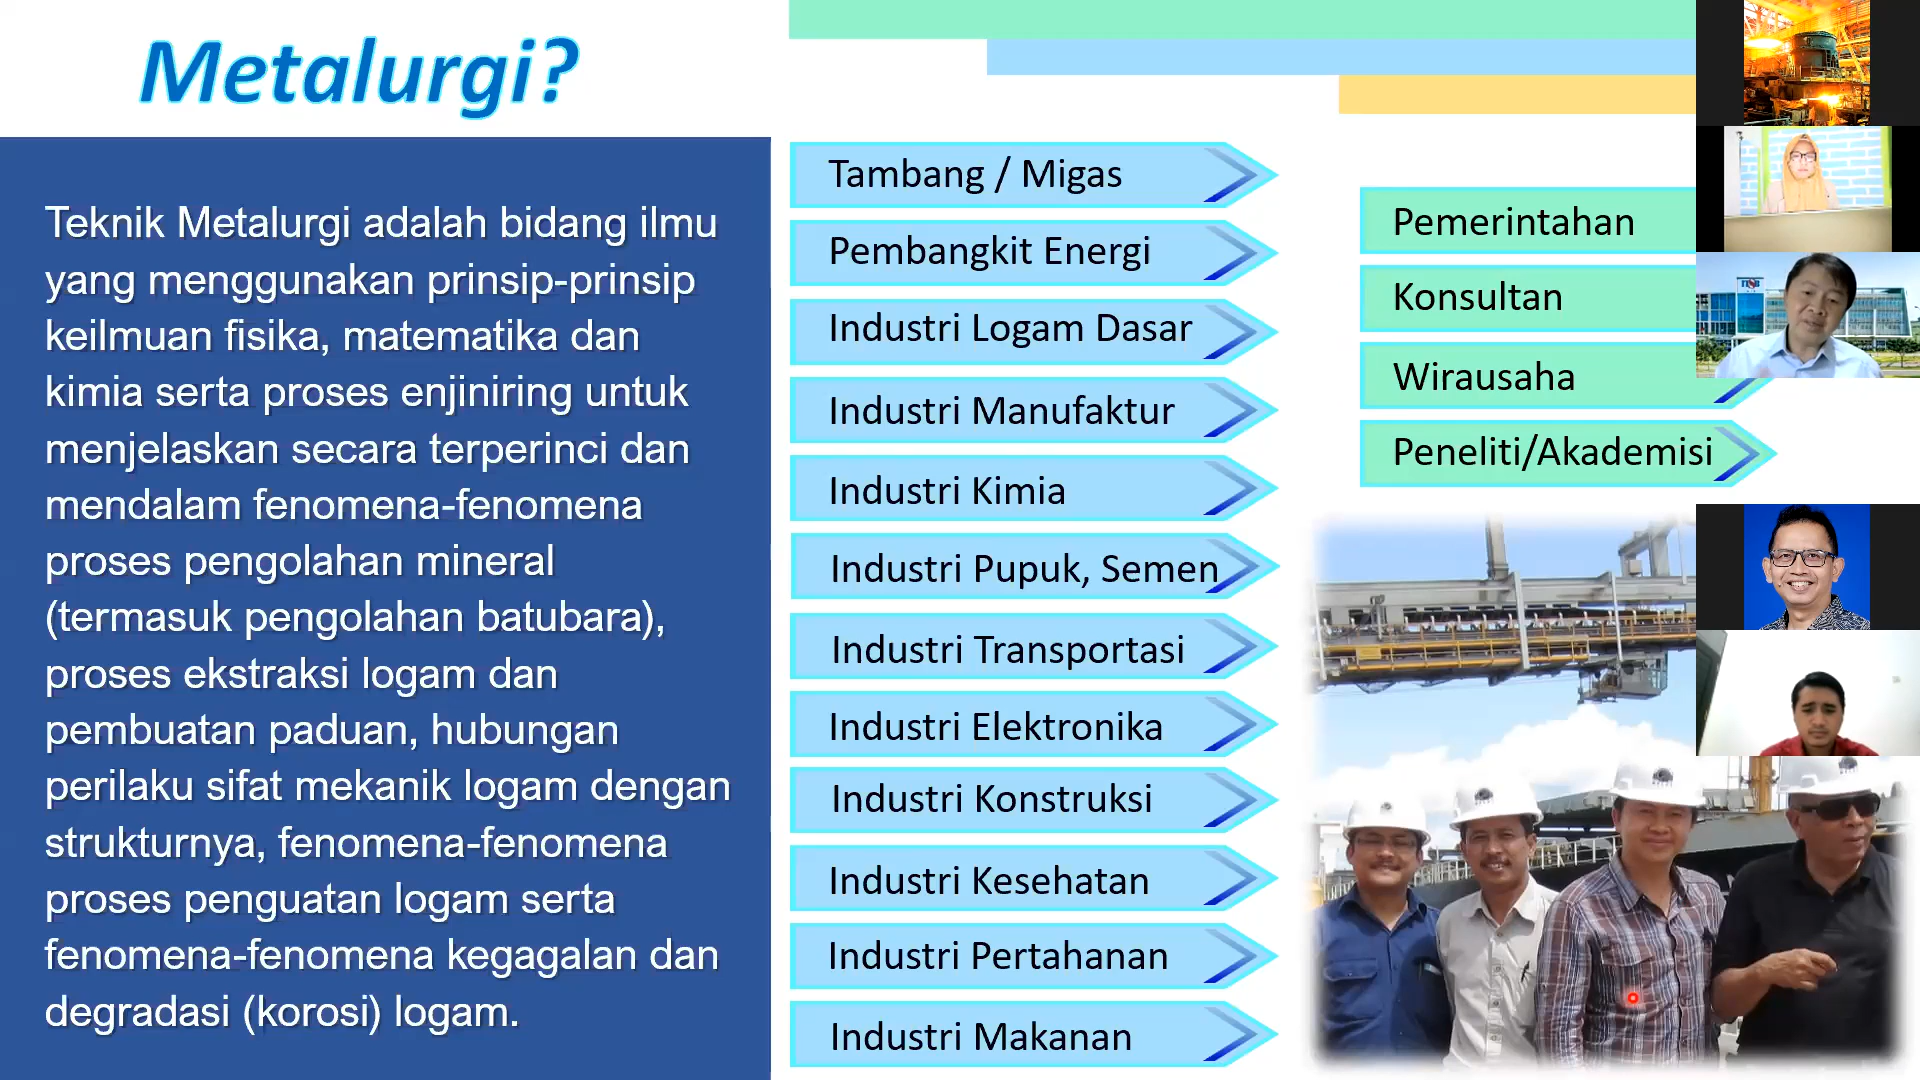 Metalurgi?
Teknik Metalurgi adalah bidang ilmu
yang menggunakan prinsip-prinsip
keilmuan fisika, matematika dan
kimia serta proses enjiniring untuk
menjelaskan secara terperinci dan
mendalam fenomena-fenomena
proses pengolahan mineral
(termasuk pengolahan batubara),
proses ekstraksi logam dan
pembuatan paduan, hubungan
perilaku sifat mekanik logam dengan
strukturnya, fenomena-fenomena
proses penguatan logam serta
fenomena-fenomena kegagalan dan
degradasi (korosi) logam.
Tambang / Migas
Pembangkit Energi
Industri Logam Dasar
Industri Manufaktur
Industri Kimia
Industri Pupuk, Semen
Industri Transportasi
Industri Elektronika
Industri Konstruksi
Industri Kesehatan
Industri Pertahanan
Industri Makanan
Pemerintahan
Konsultan
Wirausaha
Peneliti/Akademisi